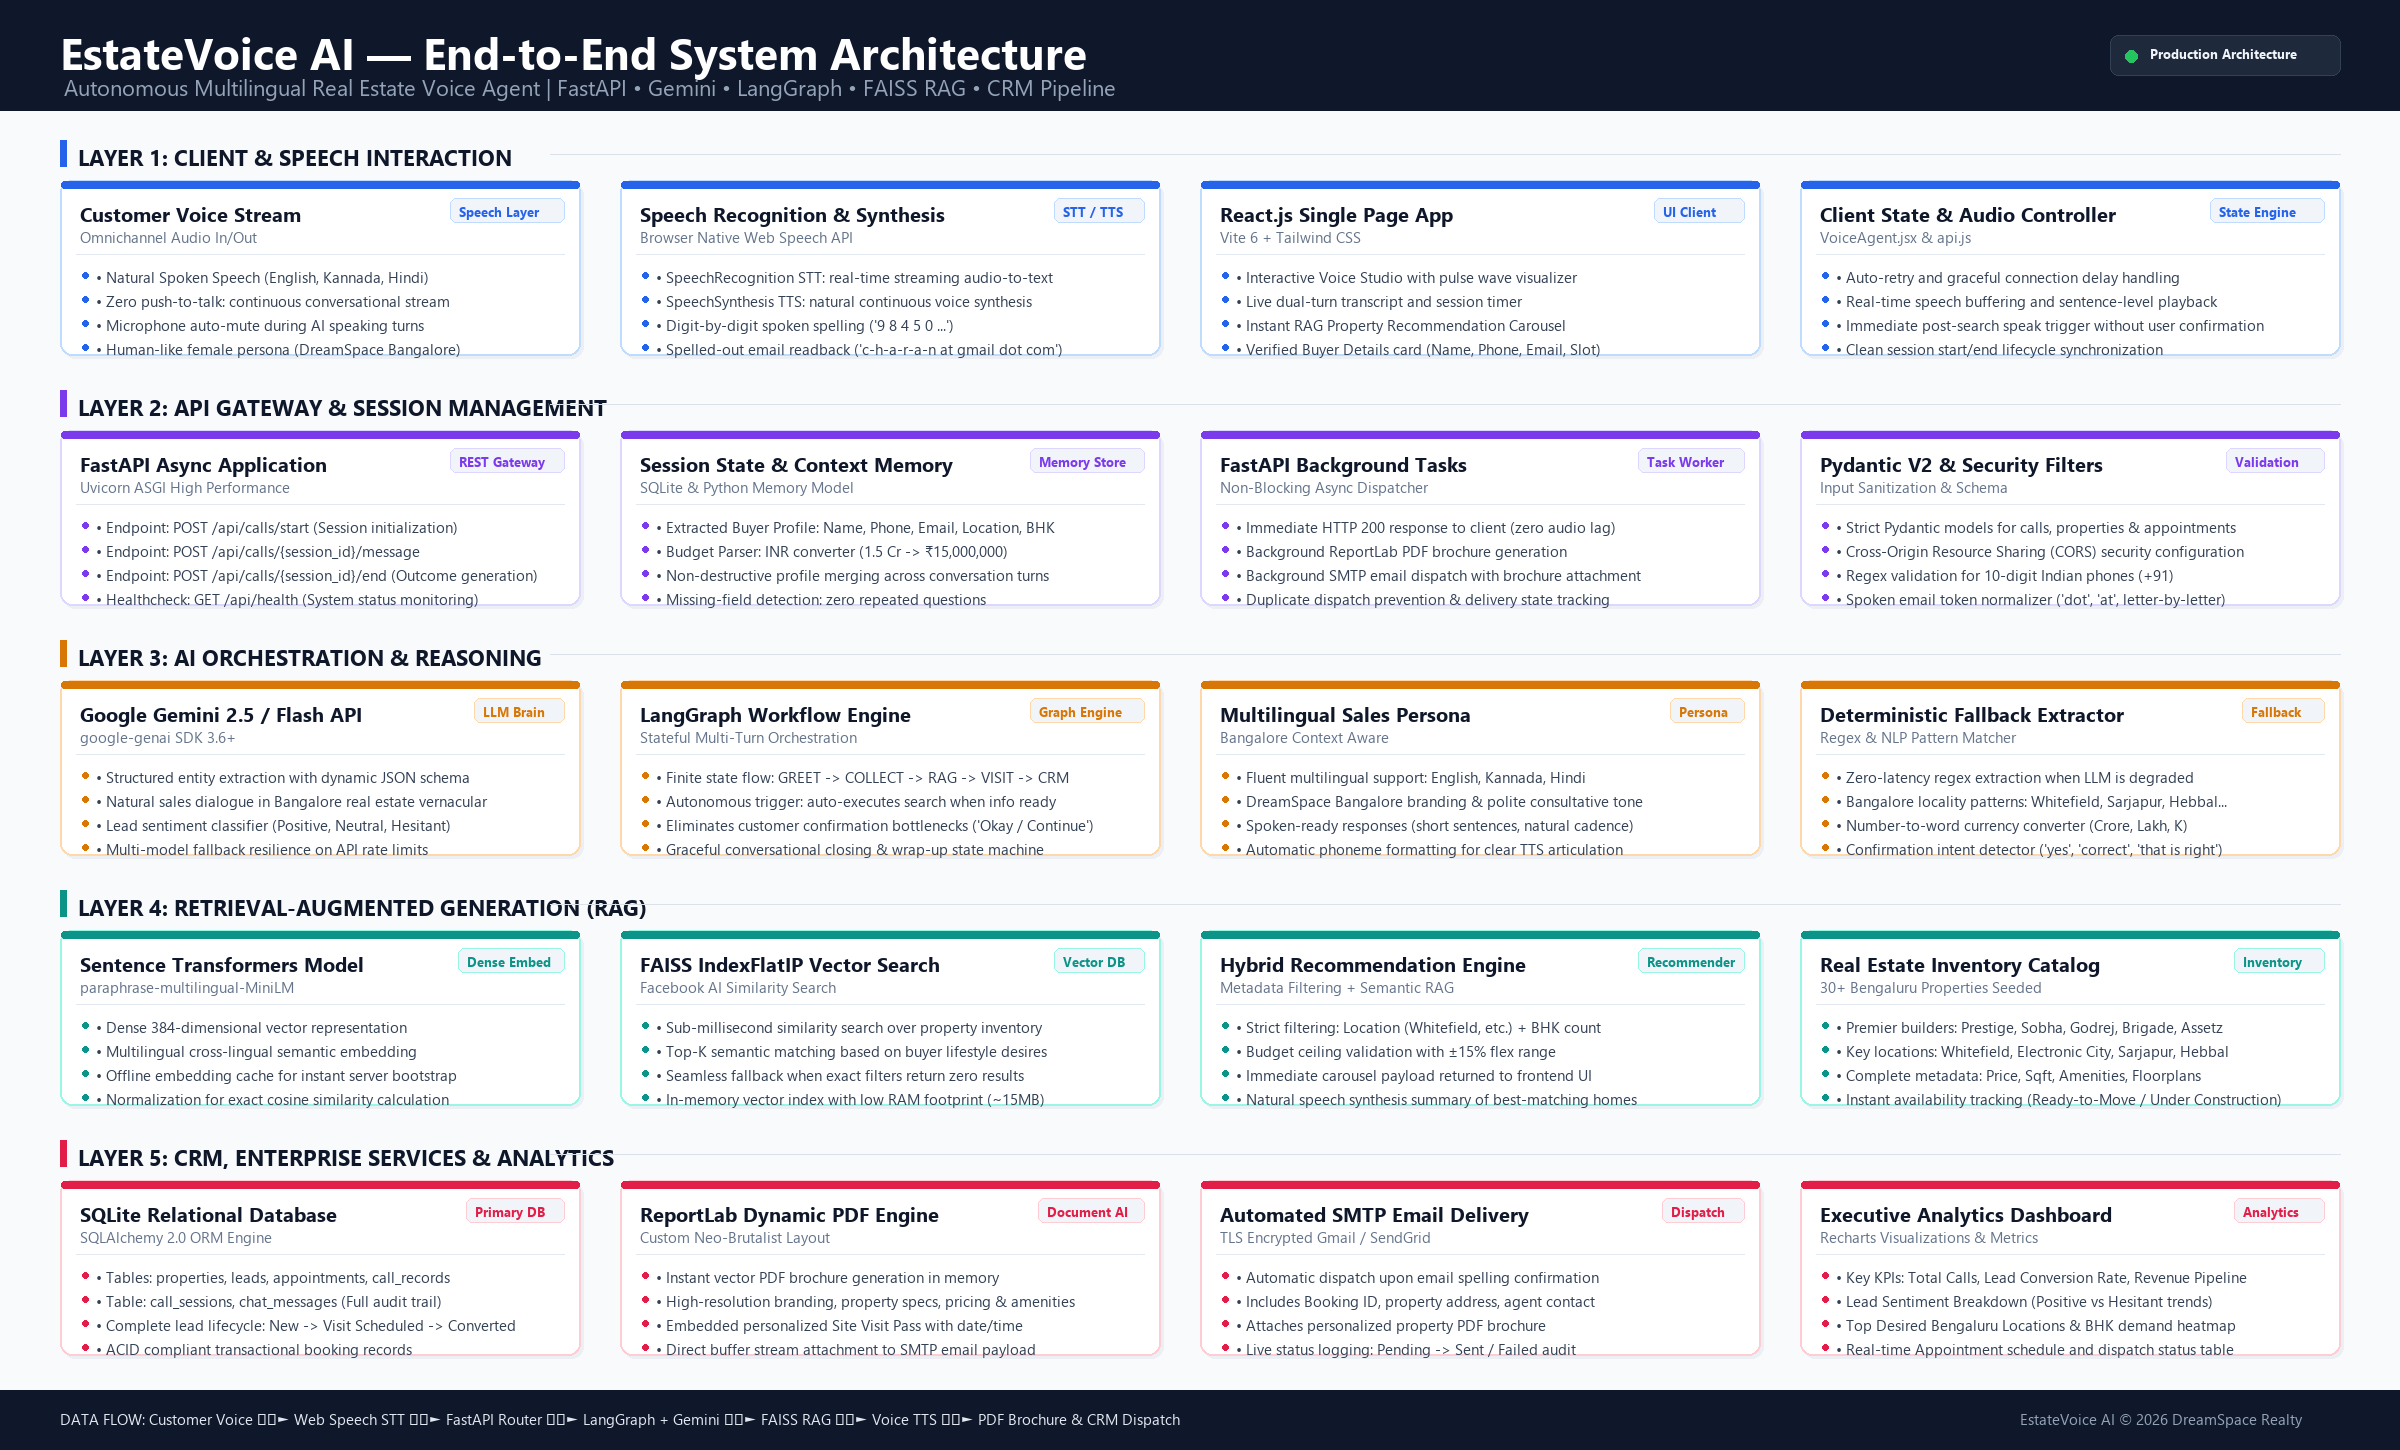 EstateVoice AI — End-to-End System Architecture
Production Architecture
Autonomous Multilingual Real Estate Voice Agent | FastAPI • Gemini • LangGraph • FAISS RAG • CRM Pipeline
LAYER 1: CLIENT & SPEECH INTERACTION
Customer Voice Stream
Speech Layer
Omnichannel Audio In/Out
• Natural Spoken Speech (English, Kannada, Hindi)
• Zero push-to-talk: continuous conversational stream
• Microphone auto-mute during AI speaking turns
• Human-like female persona (DreamSpace Bangalore)
Speech Recognition & Synthesis
STT / TTS
Browser Native Web Speech API
• SpeechRecognition STT: real-time streaming audio-to-text
• SpeechSynthesis TTS: natural continuous voice synthesis
• Digit-by-digit spoken spelling ('9 8 4 5 0 ...')
• Spelled-out email readback ('c-h-a-r-a-n at gmail dot com')
React.js Single Page App
UI Client
Vite 6 + Tailwind CSS
• Interactive Voice Studio with pulse wave visualizer
• Live dual-turn transcript and session timer
• Instant RAG Property Recommendation Carousel
• Verified Buyer Details card (Name, Phone, Email, Slot)
Client State & Audio Controller
State Engine
VoiceAgent.jsx & api.js
• Auto-retry and graceful connection delay handling
• Real-time speech buffering and sentence-level playback
• Immediate post-search speak trigger without user confirmation
• Clean session start/end lifecycle synchronization
LAYER 2: API GATEWAY & SESSION MANAGEMENT
FastAPI Async Application
REST Gateway
Uvicorn ASGI High Performance
• Endpoint: POST /api/calls/start (Session initialization)
• Endpoint: POST /api/calls/{session_id}/message
• Endpoint: POST /api/calls/{session_id}/end (Outcome generation)
• Healthcheck: GET /api/health (System status monitoring)
Session State & Context Memory
Memory Store
SQLite & Python Memory Model
• Extracted Buyer Profile: Name, Phone, Email, Location, BHK
• Budget Parser: INR converter (1.5 Cr -> ₹15,000,000)
• Non-destructive profile merging across conversation turns
• Missing-field detection: zero repeated questions
FastAPI Background Tasks
Task Worker
Non-Blocking Async Dispatcher
• Immediate HTTP 200 response to client (zero audio lag)
• Background ReportLab PDF brochure generation
• Background SMTP email dispatch with brochure attachment
• Duplicate dispatch prevention & delivery state tracking
Pydantic V2 & Security Filters
Validation
Input Sanitization & Schema
• Strict Pydantic models for calls, properties & appointments
• Cross-Origin Resource Sharing (CORS) security configuration
• Regex validation for 10-digit Indian phones (+91)
• Spoken email token normalizer ('dot', 'at', letter-by-letter)
LAYER 3: AI ORCHESTRATION & REASONING
Google Gemini 2.5 / Flash API
LLM Brain
google-genai SDK 3.6+
• Structured entity extraction with dynamic JSON schema
• Natural sales dialogue in Bangalore real estate vernacular
• Lead sentiment classifier (Positive, Neutral, Hesitant)
• Multi-model fallback resilience on API rate limits
LangGraph Workflow Engine
Graph Engine
Stateful Multi-Turn Orchestration
• Finite state flow: GREET -> COLLECT -> RAG -> VISIT -> CRM
• Autonomous trigger: auto-executes search when info ready
• Eliminates customer confirmation bottlenecks ('Okay / Continue')
• Graceful conversational closing & wrap-up state machine
Multilingual Sales Persona
Persona
Bangalore Context Aware
• Fluent multilingual support: English, Kannada, Hindi
• DreamSpace Bangalore branding & polite consultative tone
• Spoken-ready responses (short sentences, natural cadence)
• Automatic phoneme formatting for clear TTS articulation
Deterministic Fallback Extractor
Fallback
Regex & NLP Pattern Matcher
• Zero-latency regex extraction when LLM is degraded
• Bangalore locality patterns: Whitefield, Sarjapur, Hebbal...
• Number-to-word currency converter (Crore, Lakh, K)
• Confirmation intent detector ('yes', 'correct', 'that is right')
LAYER 4: RETRIEVAL-AUGMENTED GENERATION (RAG)
Sentence Transformers Model
Dense Embed
paraphrase-multilingual-MiniLM
• Dense 384-dimensional vector representation
• Multilingual cross-lingual semantic embedding
• Offline embedding cache for instant server bootstrap
• Normalization for exact cosine similarity calculation
FAISS IndexFlatIP Vector Search
Vector DB
Facebook AI Similarity Search
• Sub-millisecond similarity search over property inventory
• Top-K semantic matching based on buyer lifestyle desires
• Seamless fallback when exact filters return zero results
• In-memory vector index with low RAM footprint (~15MB)
Hybrid Recommendation Engine
Recommender
Metadata Filtering + Semantic RAG
• Strict filtering: Location (Whitefield, etc.) + BHK count
• Budget ceiling validation with ±15% flex range
• Immediate carousel payload returned to frontend UI
• Natural speech synthesis summary of best-matching homes
Real Estate Inventory Catalog
Inventory
30+ Bengaluru Properties Seeded
• Premier builders: Prestige, Sobha, Godrej, Brigade, Assetz
• Key locations: Whitefield, Electronic City, Sarjapur, Hebbal
• Complete metadata: Price, Sqft, Amenities, Floorplans
• Instant availability tracking (Ready-to-Move / Under Construction)
LAYER 5: CRM, ENTERPRISE SERVICES & ANALYTICS
SQLite Relational Database
Primary DB
SQLAlchemy 2.0 ORM Engine
• Tables: properties, leads, appointments, call_records
• Table: call_sessions, chat_messages (Full audit trail)
• Complete lead lifecycle: New -> Visit Scheduled -> Converted
• ACID compliant transactional booking records
ReportLab Dynamic PDF Engine
Document AI
Custom Neo-Brutalist Layout
• Instant vector PDF brochure generation in memory
• High-resolution branding, property specs, pricing & amenities
• Embedded personalized Site Visit Pass with date/time
• Direct buffer stream attachment to SMTP email payload
Automated SMTP Email Delivery
Dispatch
TLS Encrypted Gmail / SendGrid
• Automatic dispatch upon email spelling confirmation
• Includes Booking ID, property address, agent contact
• Attaches personalized property PDF brochure
• Live status logging: Pending -> Sent / Failed audit
Executive Analytics Dashboard
Analytics
Recharts Visualizations & Metrics
• Key KPIs: Total Calls, Lead Conversion Rate, Revenue Pipeline
• Lead Sentiment Breakdown (Positive vs Hesitant trends)
• Top Desired Bengaluru Locations & BHK demand heatmap
• Real-time Appointment schedule and dispatch status table
DATA FLOW: Customer Voice □□► Web Speech STT □□► FastAPI Router □□► LangGraph + Gemini □□► FAISS RAG □□► Voice TTS □□► PDF Brochure & CRM Dispatch
EstateVoice AI © 2026 DreamSpace Realty